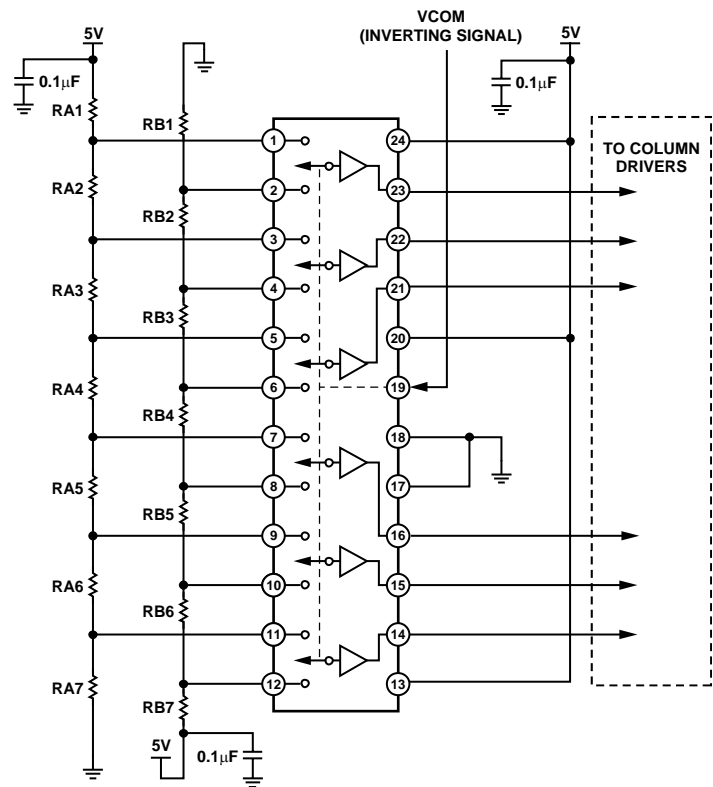 VCOM
(INVERTING SIGNAL)
5V
5V
0.1μF
0.1μF
RA1
RB1
1
24
TO COLUMN
DRIVERS
RA2
2
23
RB2
3
22
RA3
4
21
RB3
5
20
RA4
6
19
RB4
7
18
RA5
8
17
RB5
9
16
RA6
10
15
RB6
11
14
RA7
12
13
RB7
5V
0.1μF